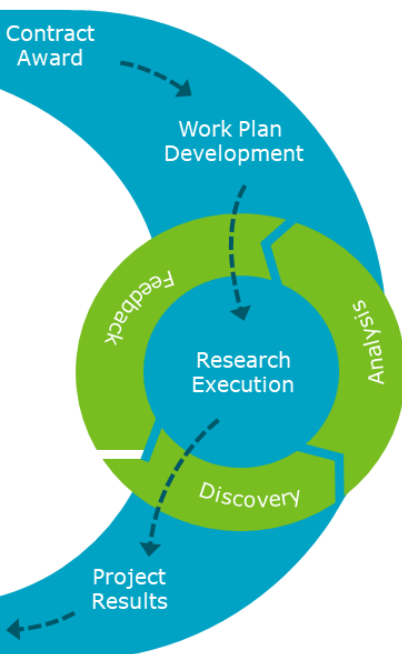 Contract
Award
Work Plan
Development
Feedback
Analysis
Research
Execution
Discovery
Project
Results